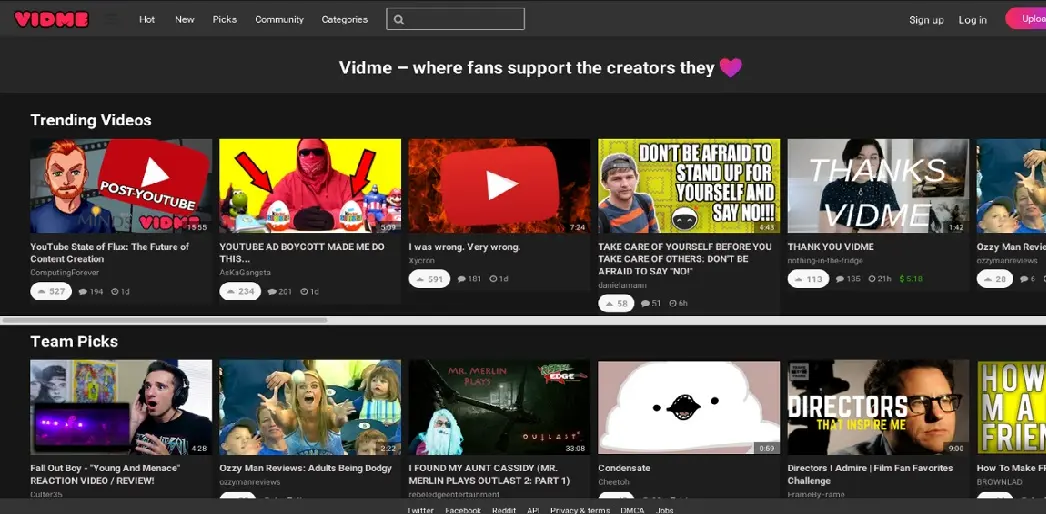 VIDME
Hot New Picks Community Categories
Sign up Log in Uploa
Vidme – where fans support the creators they
Trending Videos
POST-YOUTUBE
VIDME
15:55
5:09
7:24
DON'T BE AFRAID TO
STAND UP FOR
YOURSELF AND
SAY NO!!!
4:43
THANKS
VIDME
1:42
YouTube State of Flux: The Future of
Content Creation
ComputingForever
527 194 1d
YOUTUBE AD BOYCOTT MADE ME DO
THIS...
AsKaGangsta
234 201 1d
I was wrong. Very wrong.
Xycron
591 181 1d
TAKE CARE OF YOURSELF BEFORE YOU
TAKE CARE OF OTHERS: DON'T BE
AFRAID TO SAY "NO!"
58 51 6h
THANK YOU VIDME
nothing-in-the-fridge
113 135 21h $ 5.18
Ozzy Man Revie
ozzymanreviews
28 6
Team Picks
4:28
2:22
MR. MERLIN
PLAYS
REBEL
EDGE
OUTLAST
33:08
0:59
DIRECTORS
THAT INSPIRE ME
9:00
HOW
MA
FRIEN
Fall Out Boy - "Young And Menace"
REACTION VIDEO / REVIEW!
Cutter35
Ozzy Man Reviews: Adults Being Dodgy
ozzymanreviews
I FOUND MY AUNT CASSIDY (MR.
MERLIN PLAYS OUTLAST 2: PART 1)
rebeledgeentertainment
Condensate
Cheetoh
Directors I Admire | Film Fan Favorites
Challenge
FrameBy-Frame
How To Make F
BROWNLAD
Twitter Facebook Reddit API Privacy & terms DMCA Jobs